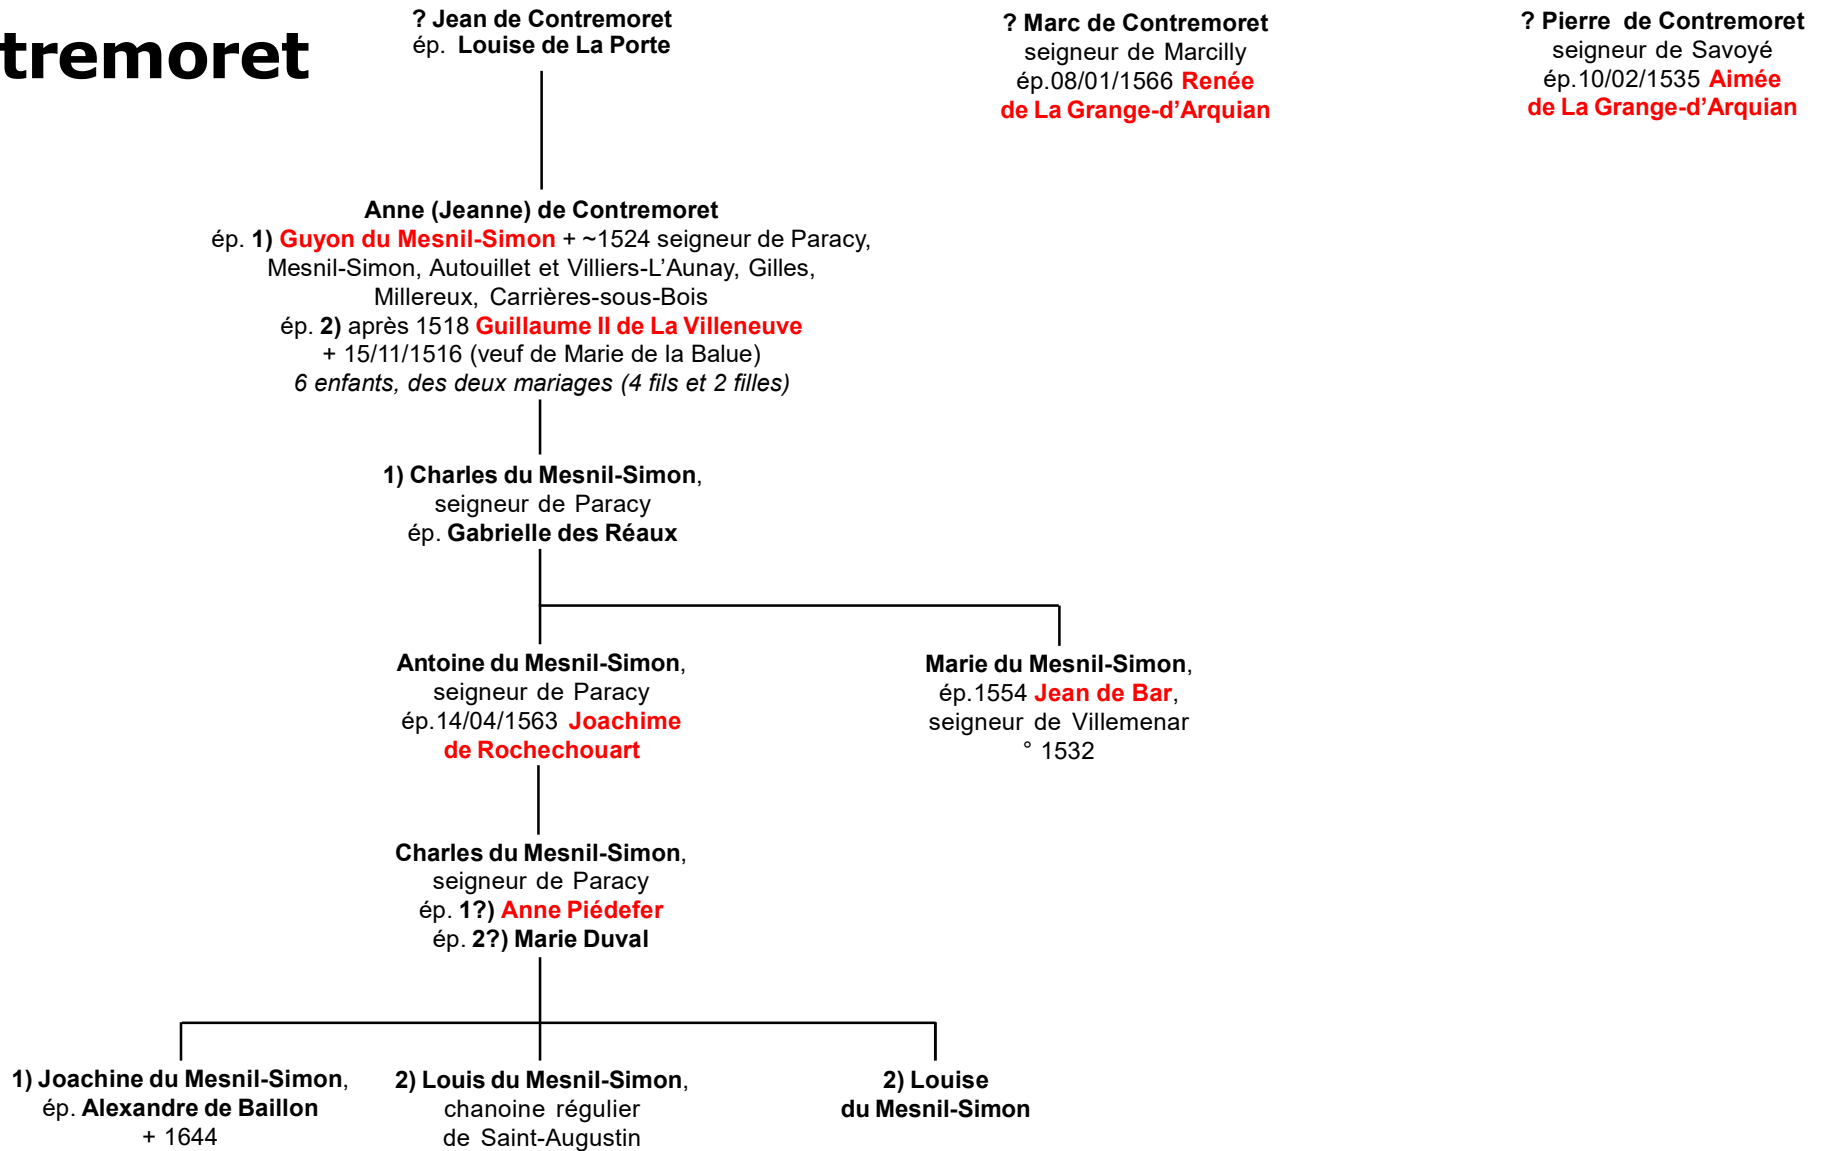 tremoret
? Jean de Contremoret
ép. Louise de La Porte
? Marc de Contremoret
seigneur de Marcilly
ép.08/01/1566 Renée
de La Grange-d’Arquian
? Pierre de Contremoret
seigneur de Savoyé
ép.10/02/1535 Aimée
de La Grange-d’Arquian
Anne (Jeanne) de Contremoret
ép. 1) Guyon du Mesnil-Simon + ~1524 seigneur de Paracy,
Mesnil-Simon, Autouillet et Villiers-L’Aunay, Gilles,
Millereux, Carrières-sous-Bois
ép. 2) après 1518 Guillaume II de La Villeneuve
+ 15/11/1516 (veuf de Marie de la Balue)
6 enfants, des deux mariages (4 fils et 2 filles)
1) Charles du Mesnil-Simon,
seigneur de Paracy
ép. Gabrielle des Réaux
Antoine du Mesnil-Simon,
seigneur de Paracy
ép.14/04/1563 Joachime
de Rochechouart
Marie du Mesnil-Simon,
ép.1554 Jean de Bar,
seigneur de Villemenar
° 1532
Charles du Mesnil-Simon,
seigneur de Paracy
ép. 1?) Anne Piédefer
ép. 2?) Marie Duval
1) Joachine du Mesnil-Simon,
ép. Alexandre de Baillon
+ 1644
2) Louis du Mesnil-Simon,
chanoine régulier
de Saint-Augustin
2) Louise
du Mesnil-Simon